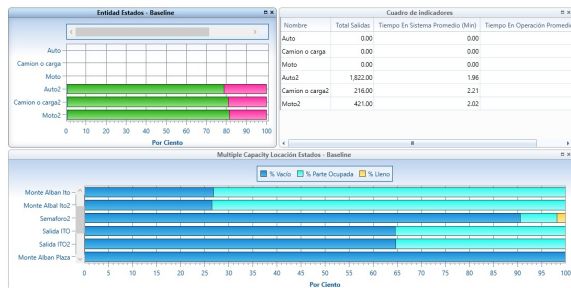 Entidad Estados - Baseline
Auto
Camion o carga
Moto
Auto2
Camion o carga2
Moto2
0 10 20 30 40 50 60 70 80 90 100
Por Ciento
Cuadro de indicadores
Nombre Total Salidas Tiempo En Sistema Promedio (Min) Tiempo En Operación Promedi
Auto 0.00 0.00
Camion o carga 0.00 0.00
Moto 0.00 0.00
Auto2 1,822.00 1.96
Camion o carga2 216.00 2.21
Moto2 421.00 2.02
Multiple Capacity Locación Estados - Baseline
% Vacío % Parte Ocupada % Lleno
Monte Alban Ito
Monte Albal Ito2
Semaforo2
Salida ITO
Salida ITO2
Monte Alban Plaza
0 5 10 15 20 25 30 35 40 45 50 55 60 65 70 75 80 85 90 95 100
Por Ciento